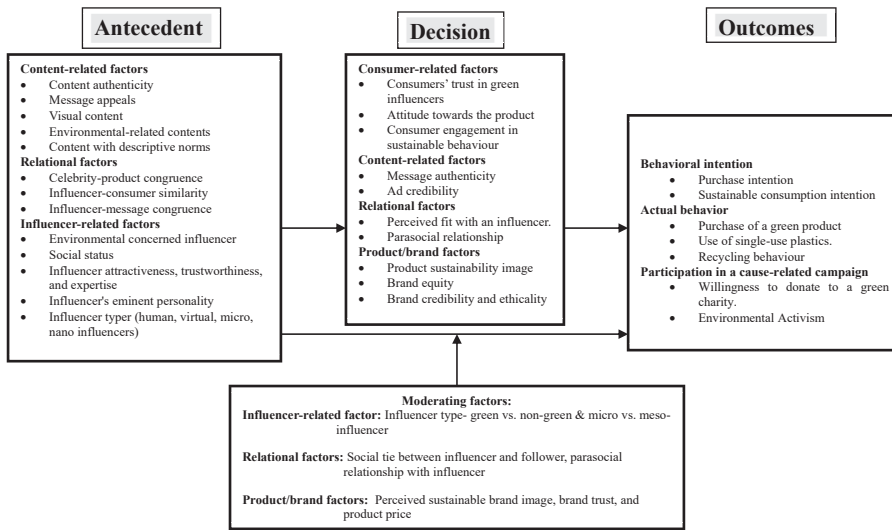 Antecedent
Content-related factors
• Content authenticity
• Message appeals
• Visual content
• Environmental-related contents
• Content with descriptive norms
Relational factors
• Celebrity-product congruence
• Influencer-consumer similarity
• Influencer-message congruence
Influencer-related factors
• Environmental concerned influencer
• Social status
• Influencer attractiveness, trustworthiness,
and expertise
• Influencer's eminent personality
• Influencer typer (human, virtual, micro,
nano influencers)
Decision
Consumer-related factors
• Consumers' trust in green
influencers
• Attitude towards the product
• Consumer engagement in
sustainable behaviour
Content-related factors
• Message authenticity
• Ad credibility
Relational factors
• Perceived fit with an influencer.
• Parasocial relationship
Product/brand factors
• Product sustainability image
• Brand equity
• Brand credibility and ethicality
Outcomes
Behavioral intention
• Purchase intention
• Sustainable consumption intention
Actual behavior
• Purchase of a green product
• Use of single-use plastics.
• Recycling behaviour
Participation in a cause-related campaign
• Willingness to donate to a green
charity.
• Environmental Activism
Moderating factors:
Influencer-related factor: Influencer type- green vs. non-green & micro vs. meso-
influencer
Relational factors: Social tie between influencer and follower, parasocial
relationship with influencer
Product/brand factors: Perceived sustainable brand image, brand trust, and
product price